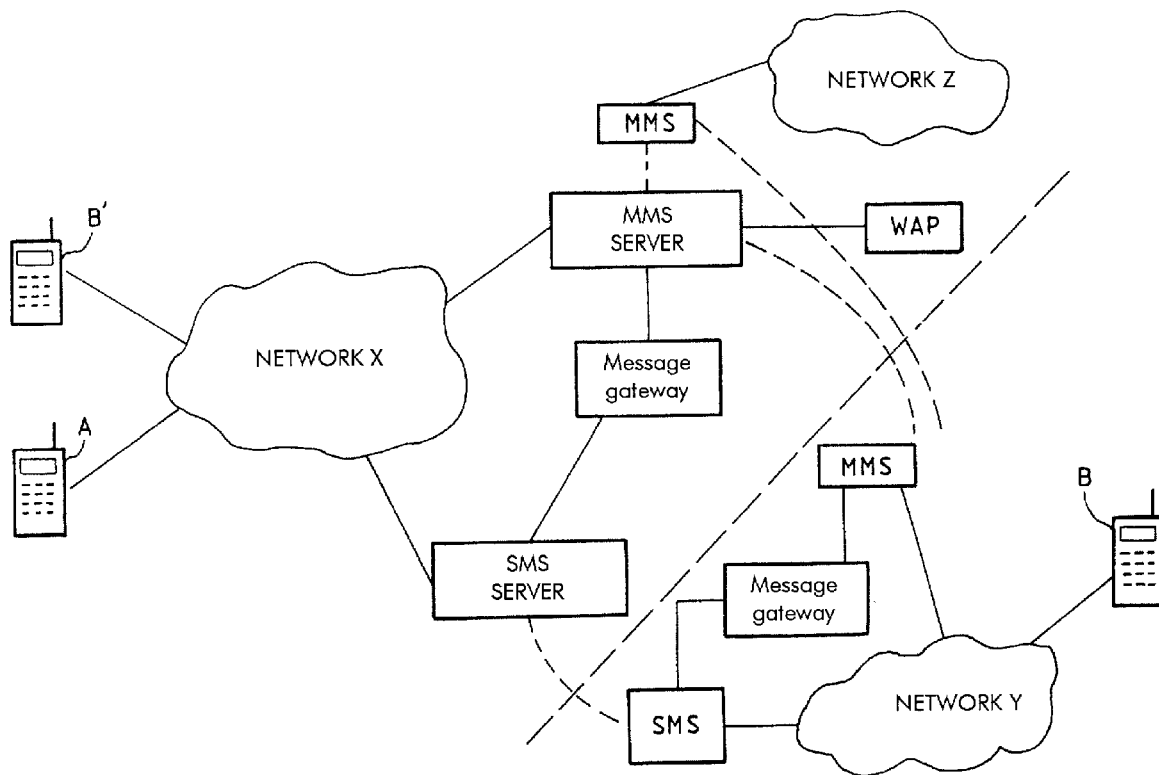 NETWORK Z
MMS
B'
MMS
SERVER
WAP
NETWORK X
Message
gateway
A
MMS
B
SMS
SERVER
Message
gateway
NETWORK Y
SMS